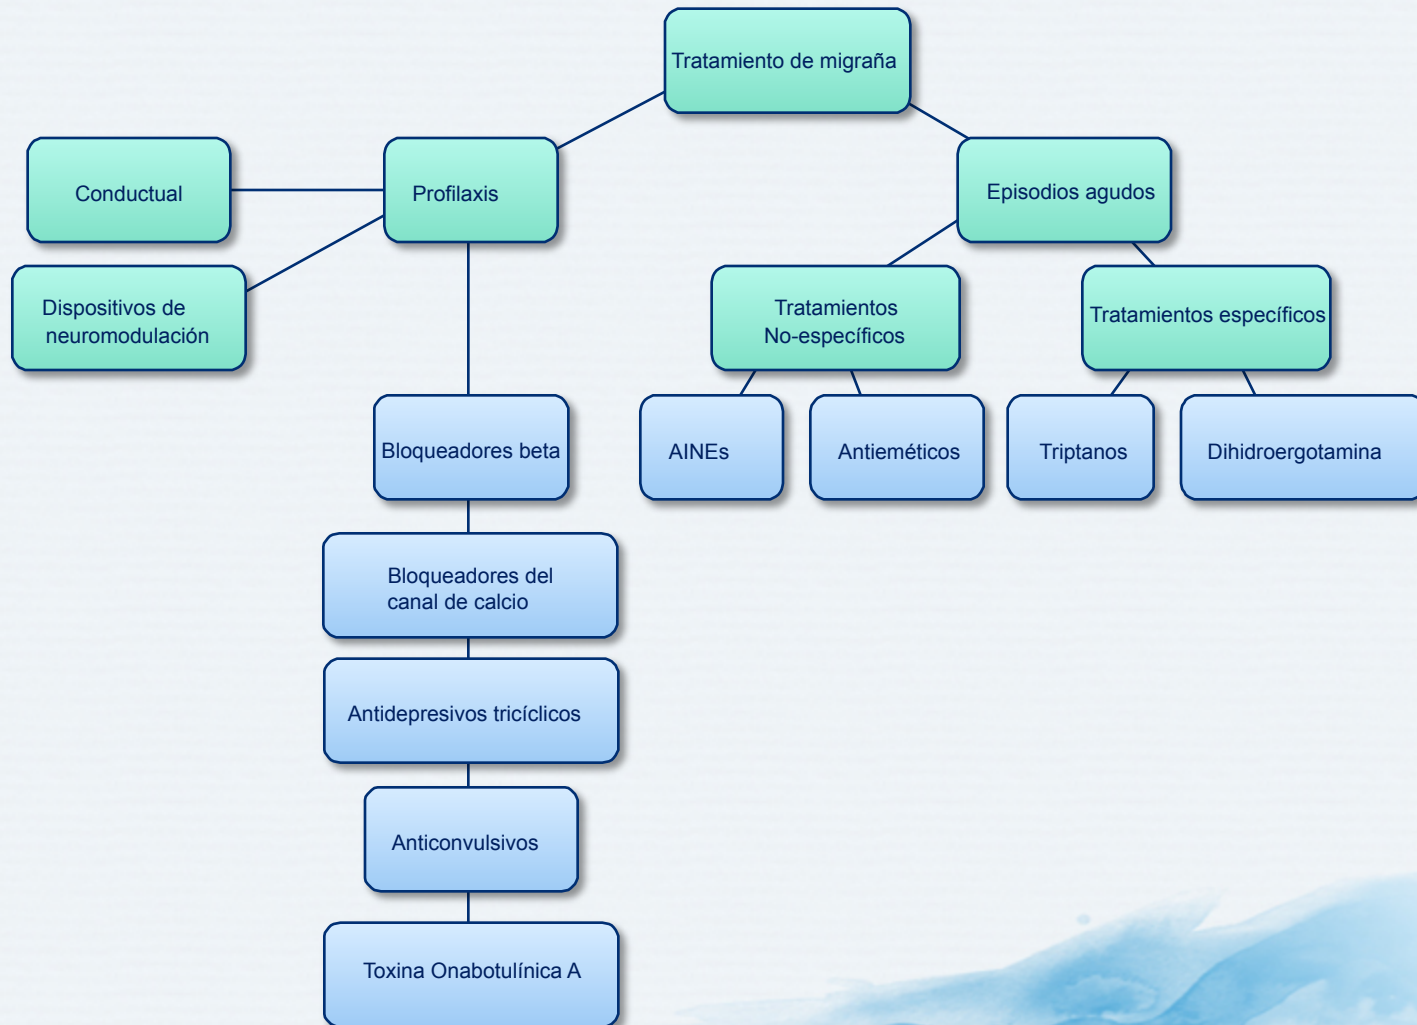 Tratamiento de migraña
Conductual
Profilaxis
Episodios agudos
Dispositivos de
neuromodulación
Tratamientos
No-específicos
Tratamientos específicos
Bloqueadores beta
AINEs
Antieméticos
Triptanos
Dihidroergotamina
Bloqueadores del
canal de calcio
Antidepresivos tricíclicos
Anticonvulsivos
Toxina Onabotulínica A